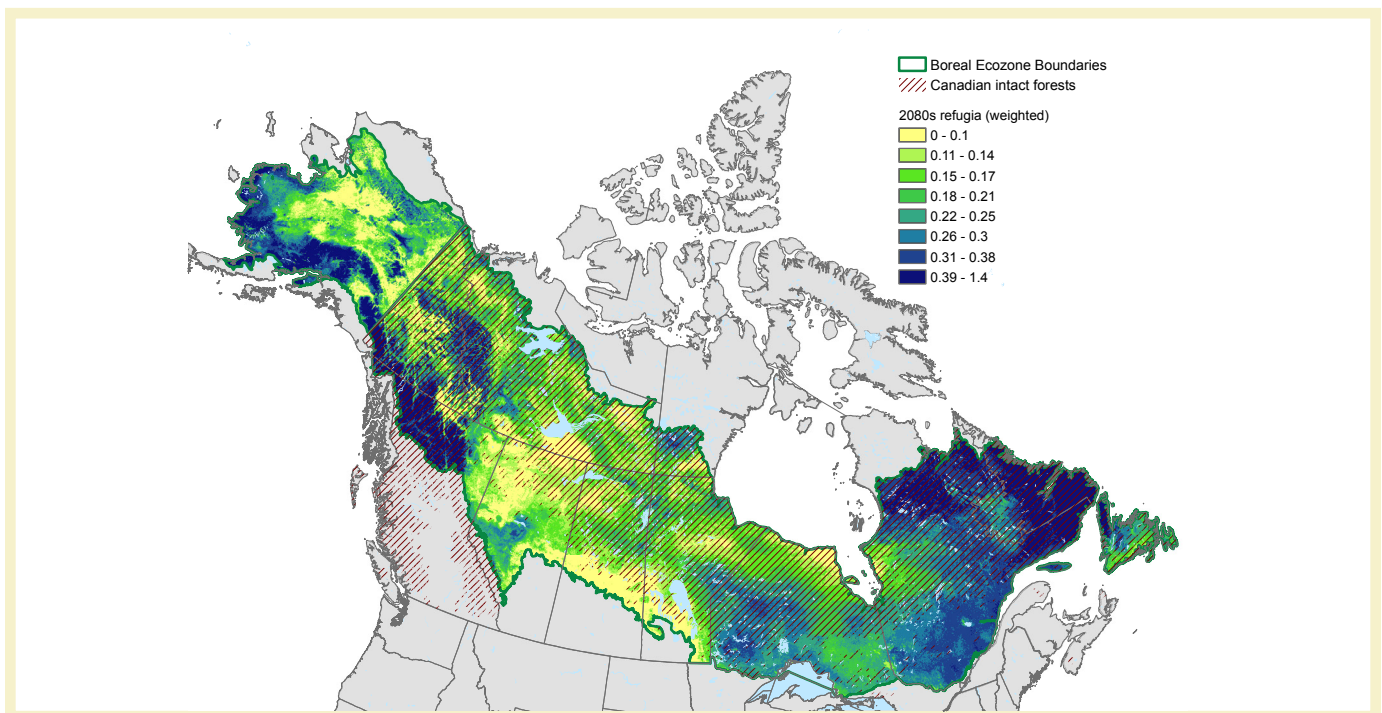 Boreal Ecozone Boundaries
Canadian intact forests
2080s refugia (weighted)
0 - 0.1
0.11 - 0.14
0.15 - 0.17
0.18 - 0.21
0.22 - 0.25
0.26 - 0.3
0.31 - 0.38
0.39 - 1.4